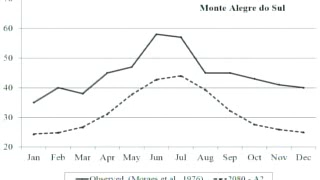 Monte Alegre do Sul
60
50
40
30
20
Jan Feb Mar Apr May Jun Jul Aug Sep Oct Nov Dec
Observed (Moraes et al., 1976) 2080 - A2